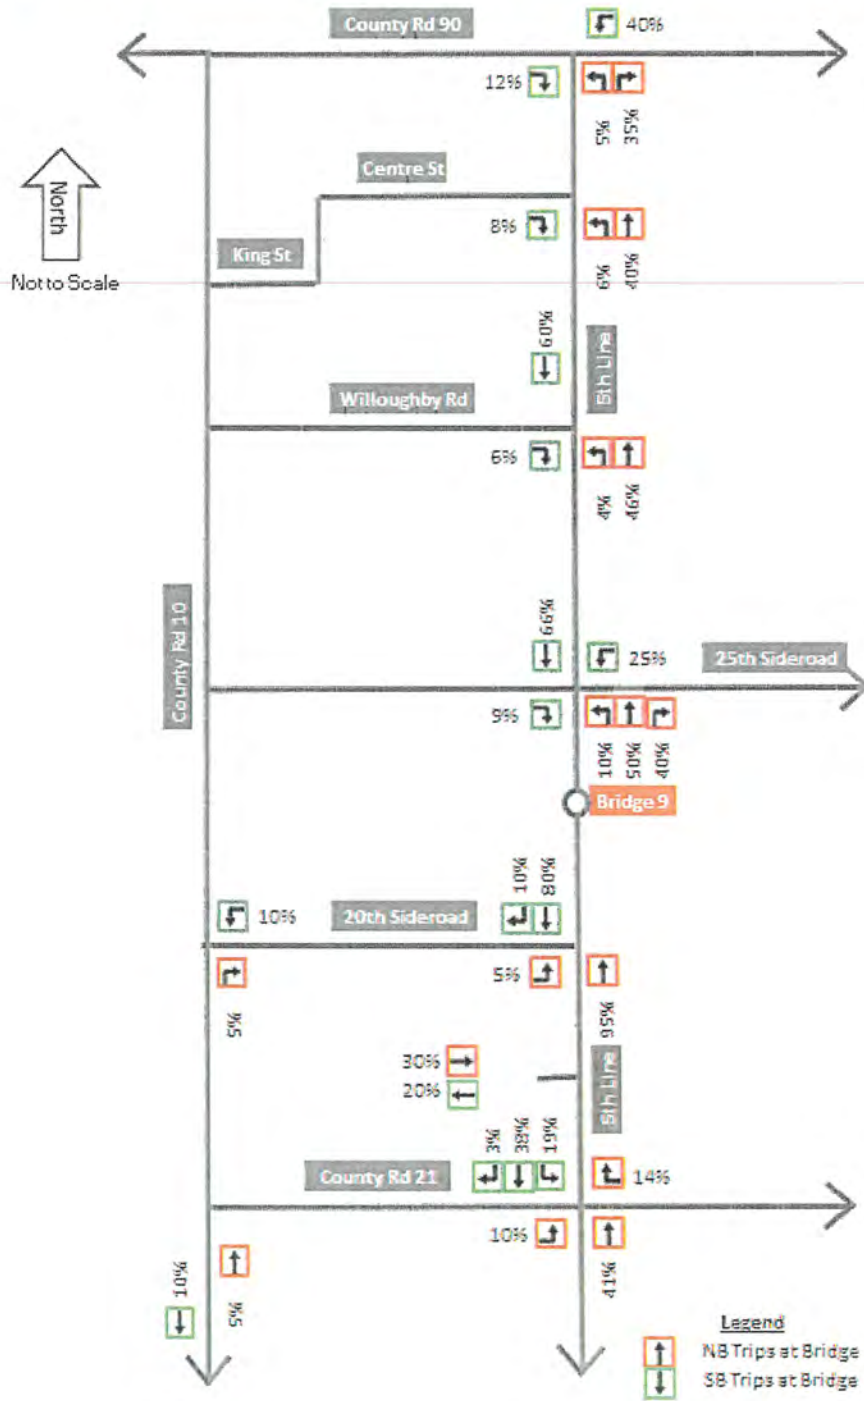 County Rd 90
40%
12%
5%
35%
Centre St
North
8%
King St
6%
40%
Not to Scale
60%
6th Line
Willoughby Rd
6%
4%
46%
County Rd 10
66%
25%
25th Sideroad
9%
10%
50%
40%
Bridge 9
10%
80%
10%
20th Sideroad
5%
5%
95%
30%
20%
6th Line
3%
38%
19%
County Rd 21
14%
10%
41%
10%
5%
Legend
NB Trips at Bridge
SB Trips at Bridge